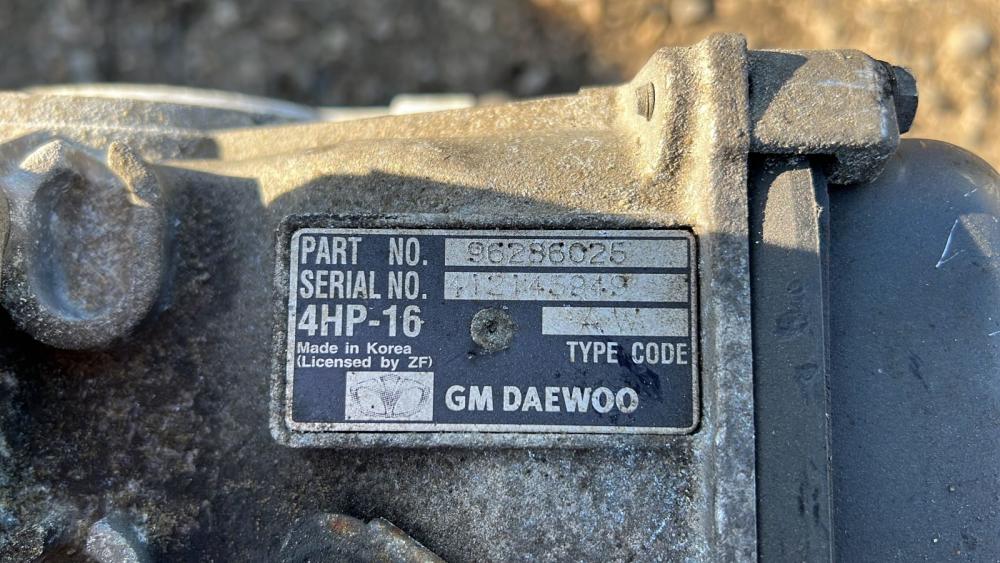 PART NO. 96286025
SERIAL NO.
4HP-16
Made in Korea
(Licensed by ZF)
TYPE CODE
GM DAEWOO